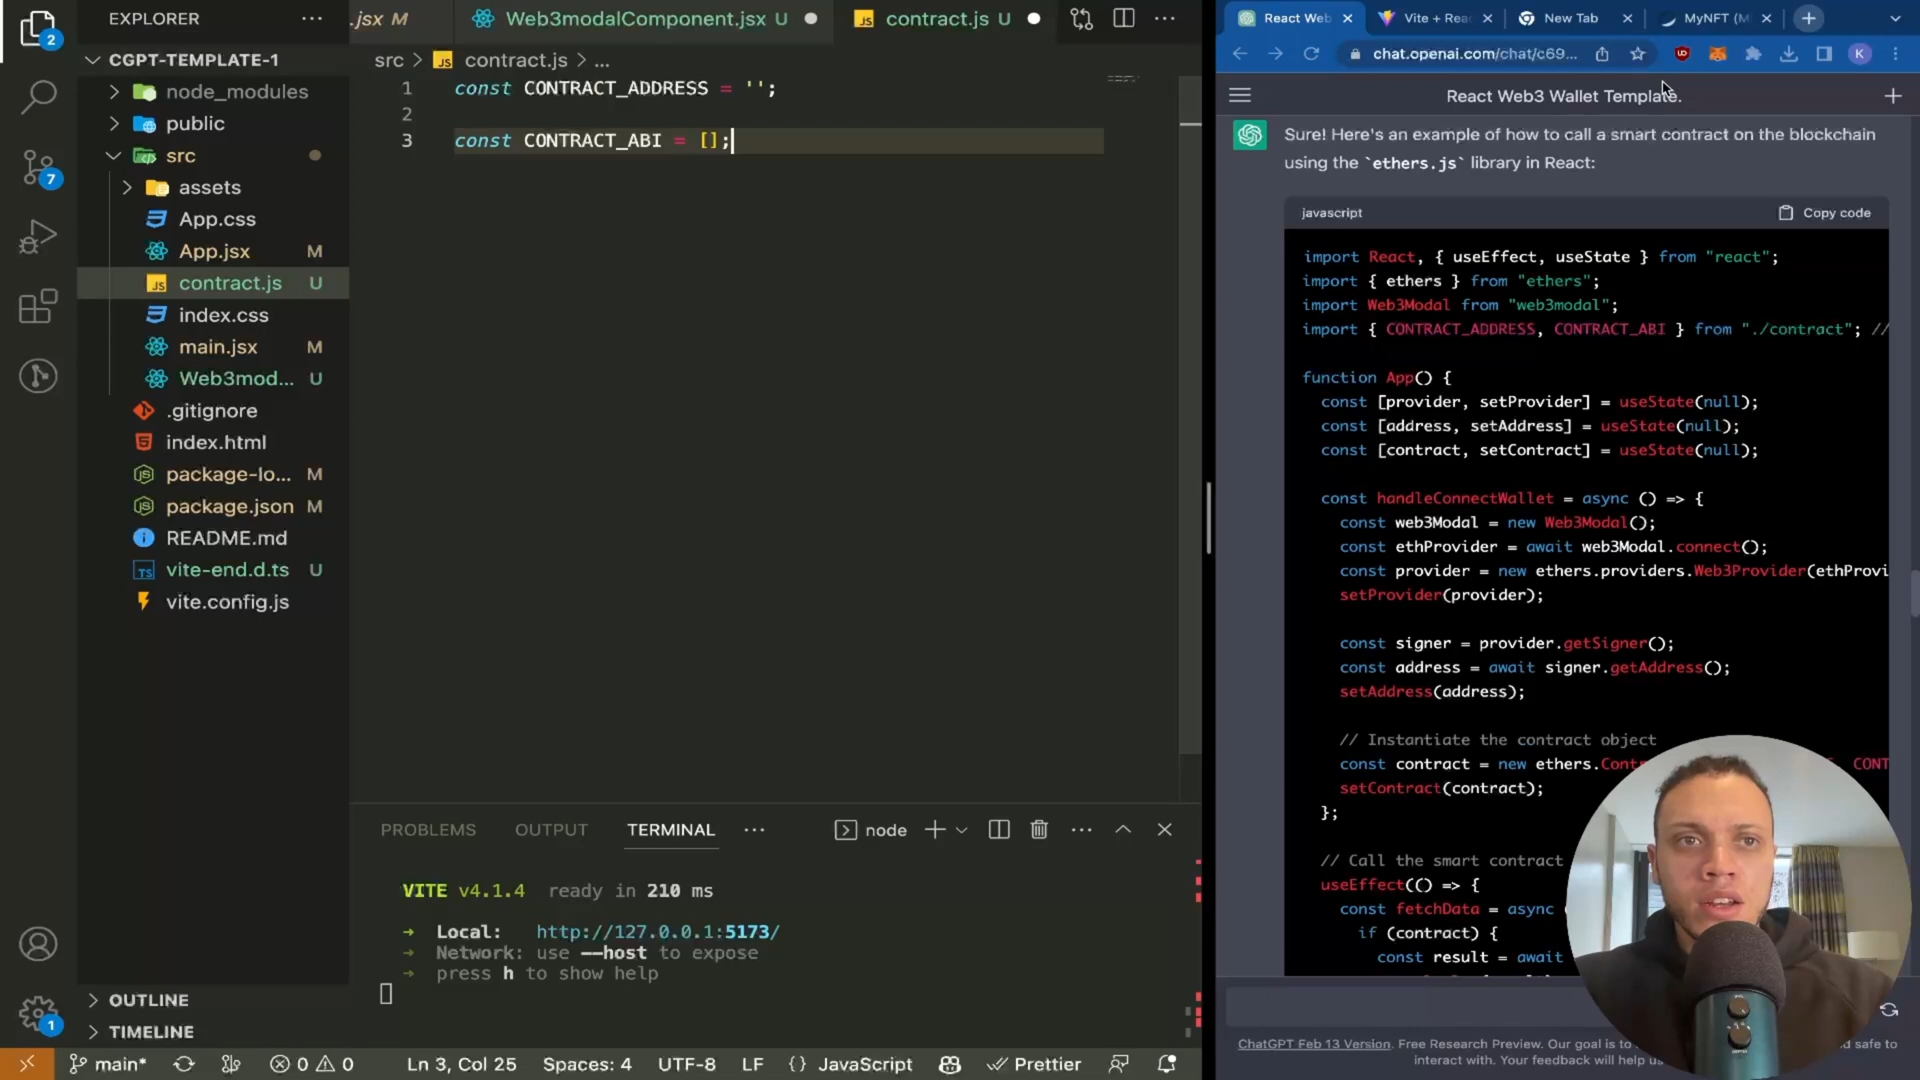 EXPLORER
CGPT-TEMPLATE-1
node_modules
public
src
assets
App.css
App.jsx M
contract.js U
index.css
main.jsx M
Web3mod... U
.gitignore
index.html
package-lo... M
package.json M
README.md
vite-end.d.ts U
vite.config.js
OUTLINE
TIMELINE
2
7
1
.jsx M
Web3modalComponent.jsx U
contract.js U
src > contract.js > ...
1 const CONTRACT_ADDRESS = '';
2
3 const CONTRACT_ABI = [];
PROBLEMS
OUTPUT
TERMINAL
node
VITE v4.1.4 ready in 210 ms
➜ Local: http://127.0.0.1:5173/
➜ Network: use --host to expose
➜ press h to show help
main*
0 0
Ln 3, Col 25
Spaces: 4
UTF-8
LF
{} JavaScript
Prettier
React Web
Vite + Rea
New Tab
MyNFT (M
chat.openai.com/chat/c69...
K
React Web3 Wallet Template.
Sure! Here's an example of how to call a smart contract on the blockchain
using the `ethers.js` library in React:
javascript
Copy code
import React, { useEffect, useState } from "react";
import { ethers } from "ethers";
import Web3Modal from "web3modal";
import { CONTRACT_ADDRESS, CONTRACT_ABI } from "./contract"; //
function App() {
const [provider, setProvider] = useState(null);
const [address, setAddress] = useState(null);
const [contract, setContract] = useState(null);
const handleConnectWallet = async () => {
const web3Modal = new Web3Modal();
const ethProvider = await web3Modal.connect();
const provider = new ethers.providers.Web3Provider(ethProvi
setProvider(provider);
const signer = provider.getSigner();
const address = await signer.getAddress();
setAddress(address);
// Instantiate the contract object
const contract = new ethers.Contr CONT
setContract(contract);
};
// Call the smart contract
useEffect(() => {
const fetchData = async
if (contract) {
const result = await
ChatGPT Feb 13 Version. Free Research Preview. Our goal is to safe to
interact with. Your feedback will help us